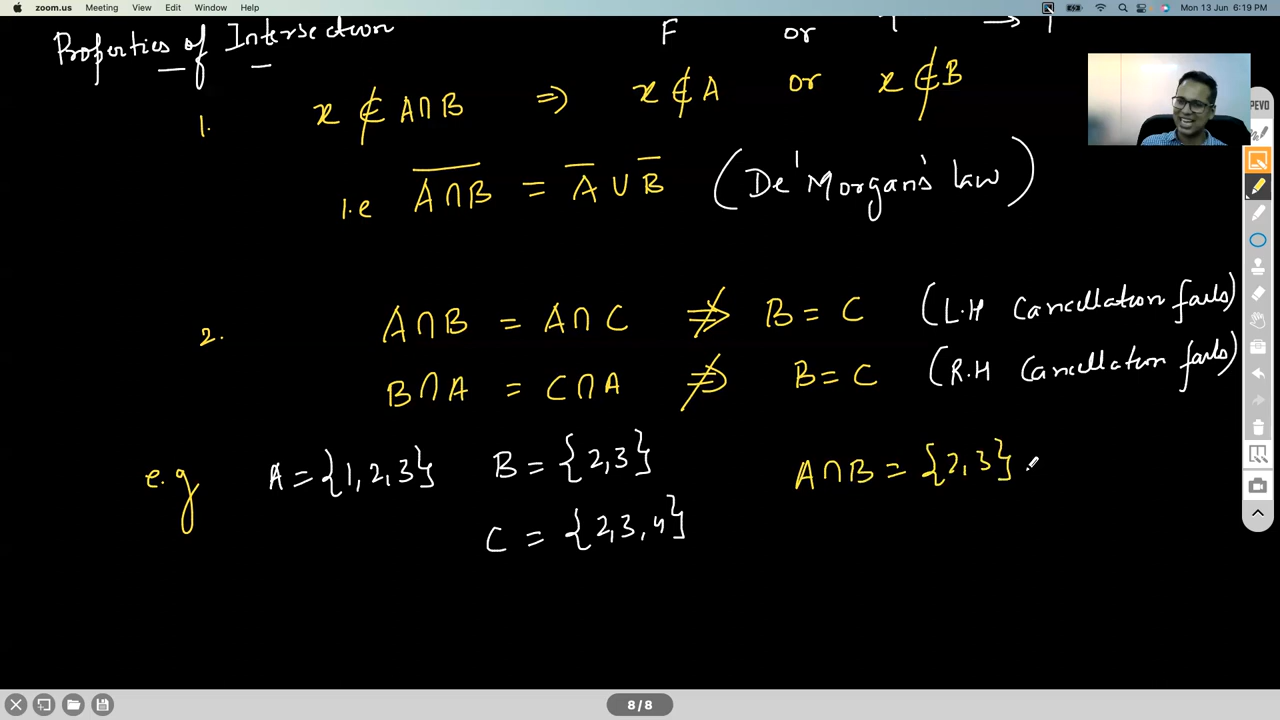 zoom.us Meeting View Edit Window Help Mon 13 Jun 6:19 PM
Properties of Intersection
F or T → T
1. x ∉ A∩B ⇒ x ∉ A or x ∉ B
i.e A̅∩̅B̅ = A̅ ∪ B̅ (De'Morgan's law)
2. A∩B = A∩C ⇏ B = C (L.H Cancellation fails)
B∩A = C∩A ⇏ B = C (R.H Cancellation fails)
e.g A = {1, 2, 3} B = {2, 3} A∩B = {2, 3}
C = {2, 3, 4}
IPEVO
8/8